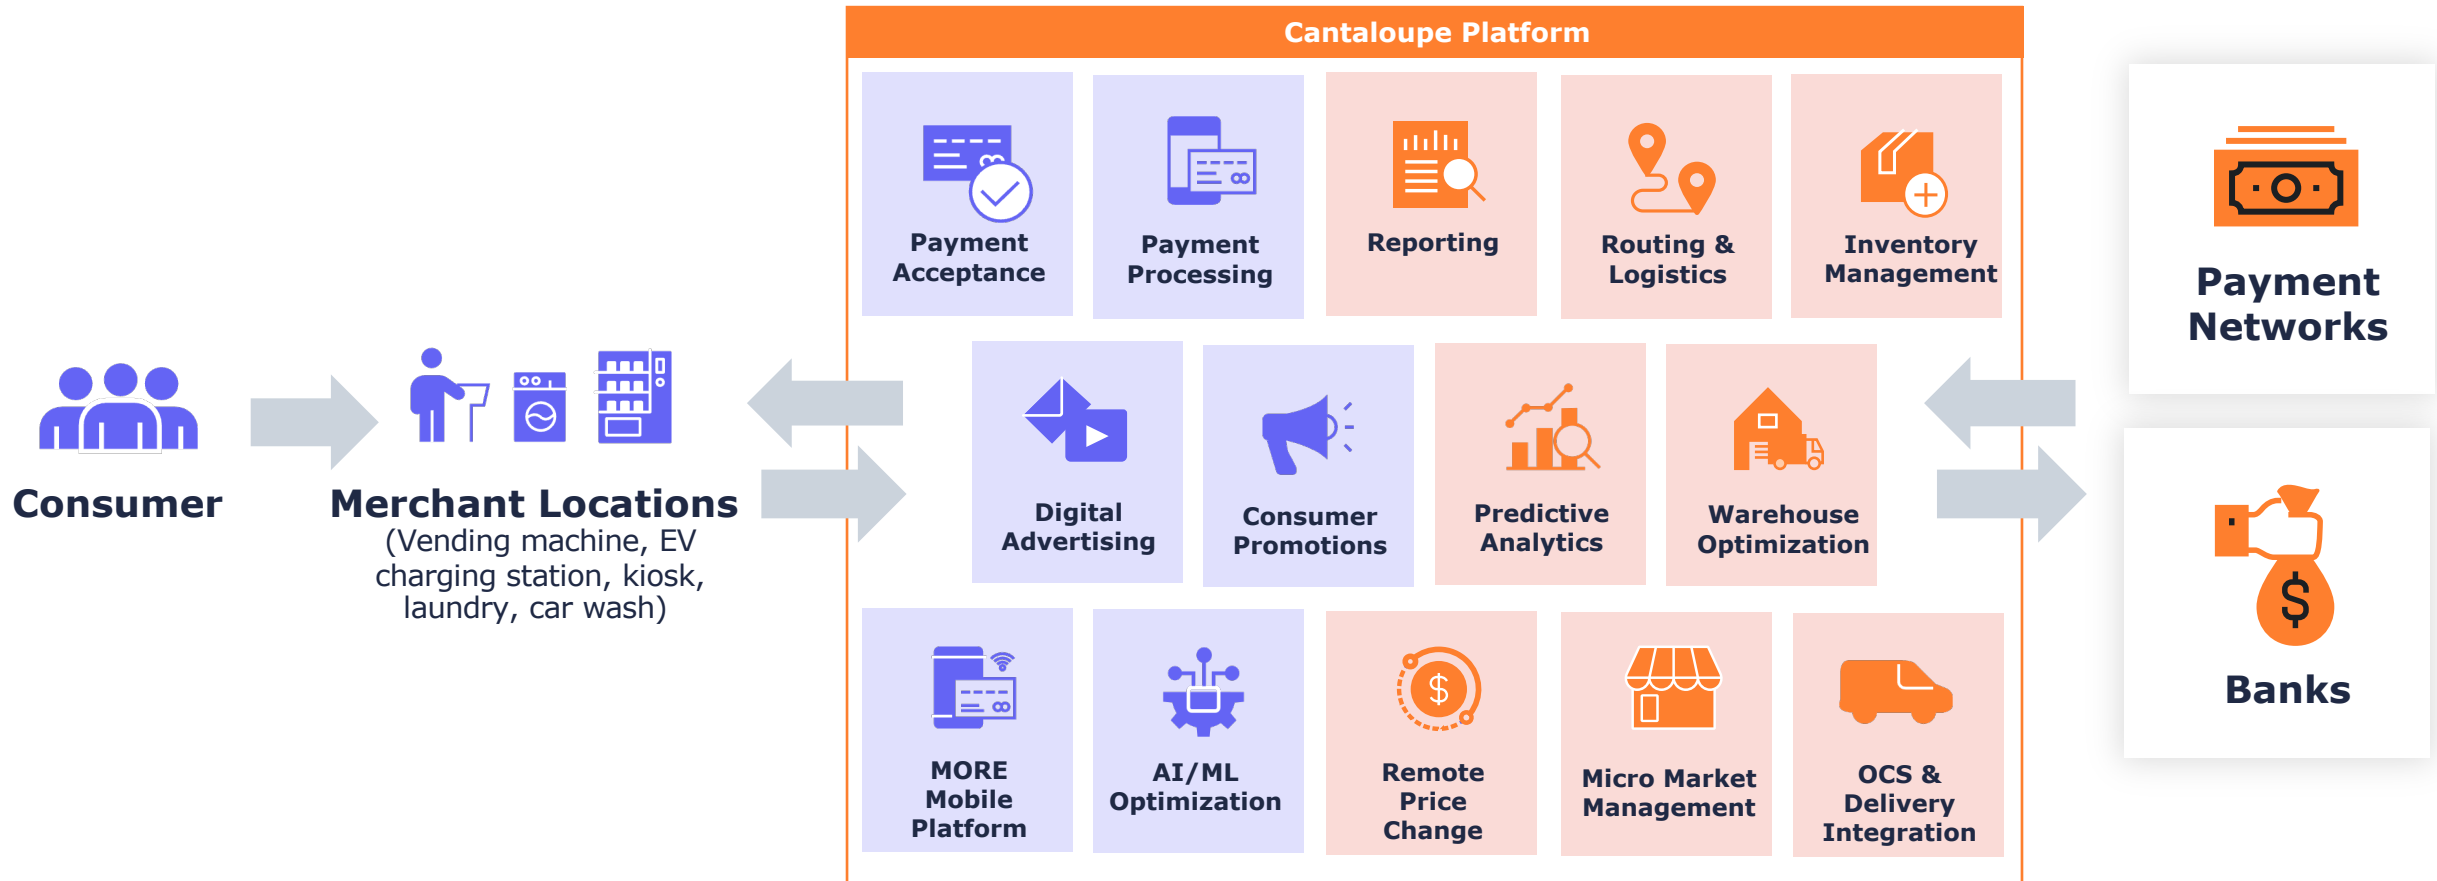 Cantaloupe Platform
Payment
Acceptance
Payment
Processing
Reporting
Routing &
Logistics
Inventory
Management
Payment
Networks
Consumer
Merchant Locations
(Vending machine, EV
charging station, kiosk,
laundry, car wash)
Digital
Advertising
Consumer
Promotions
Predictive
Analytics
Warehouse
Optimization
Banks
MORE
Mobile
Platform
AI/ML
Optimization
Remote
Price
Change
Micro Market
Management
OCS &
Delivery
Integration